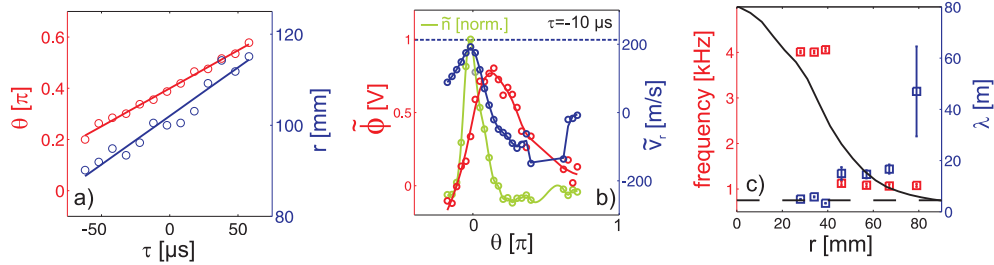 0.6
0.4
0.2
0
θ [π]
120
100
80
r [mm]
-50
0
50
τ [µs]
a)
ñ [norm.]
τ=-10 µs
1
0.5
0
ϕ̃ [V]
200
0
-200
ṽr [m/s]
0
1
θ [π]
b)
5
4
3
2
1
frequency [kHz]
80
60
40
20
0
λ [m]
0
20
40
60
80
r [mm]
c)